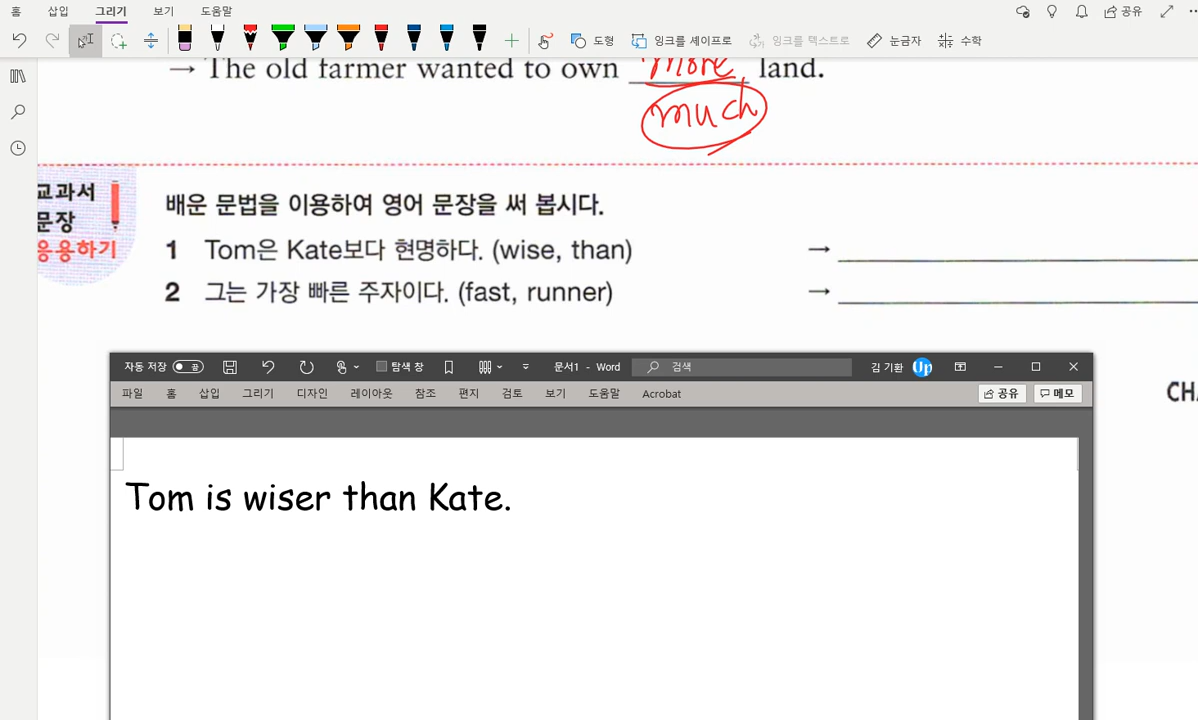 홈 삽입 그리기 보기 도움말 공유
도형 잉크를 셰이프로 잉크를 텍스트로 눈금자 수학
→ The old farmer wanted to own more land.
much
교과서
문장
응용하기
배운 문법을 이용하여 영어 문장을 써 봅시다.
1 Tom은 Kate보다 현명하다. (wise, than) →
2 그는 가장 빠른 주자이다. (fast, runner) →
자동 저장 끔 탐색 창 문서1 - Word 검색 김 기환 Up
파일 홈 삽입 그리기 디자인 레이아웃 참조 편지 검토 보기 도움말 Acrobat 공유 메모
CHA
Tom is wiser than Kate.